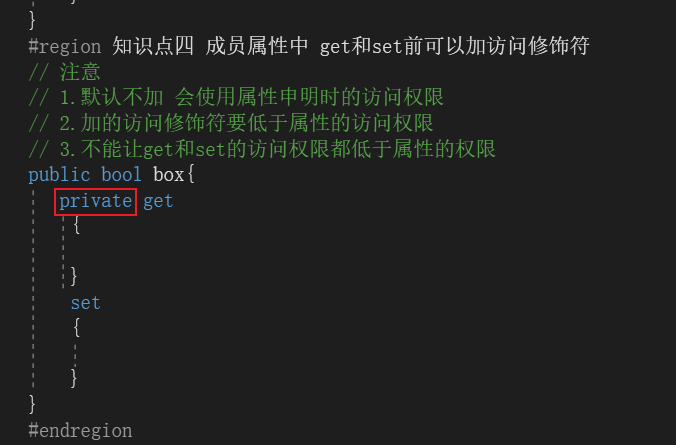 }
#region 知识点四 成员属性中 get和set前可以加访问修饰符
// 注意
// 1.默认不加 会使用属性申明时的访问权限
// 2.加的访问修饰符要低于属性的访问权限
// 3.不能让get和set的访问权限都低于属性的权限
public bool box{
private get
{
}
set
{
}
}
#endregion